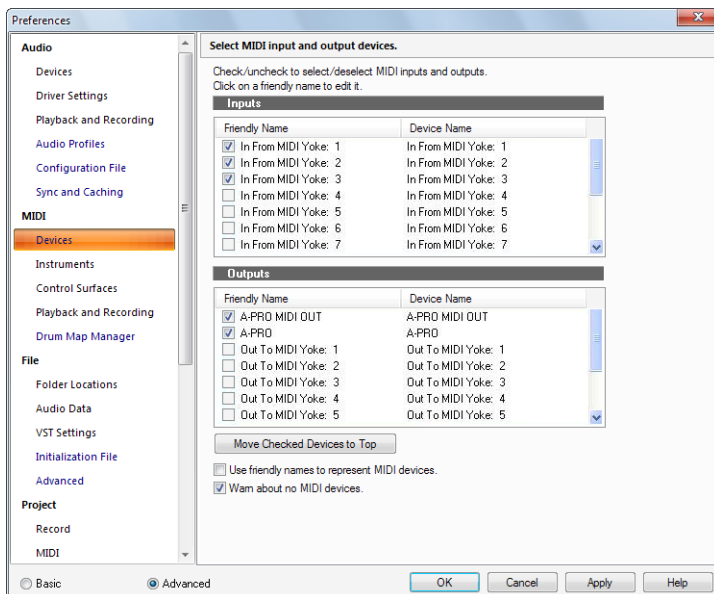 Preferences
Audio
Devices
Driver Settings
Playback and Recording
Audio Profiles
Configuration File
Sync and Caching
MIDI
Devices
Instruments
Control Surfaces
Playback and Recording
Drum Map Manager
File
Folder Locations
Audio Data
VST Settings
Initialization File
Advanced
Project
Record
MIDI
Basic
Advanced
Select MIDI input and output devices.
Check/uncheck to select/deselect MIDI inputs and outputs.
Click on a friendly name to edit it.
Inputs
Friendly Name Device Name
In From MIDI Yoke: 1 In From MIDI Yoke: 1
In From MIDI Yoke: 2 In From MIDI Yoke: 2
In From MIDI Yoke: 3 In From MIDI Yoke: 3
In From MIDI Yoke: 4 In From MIDI Yoke: 4
In From MIDI Yoke: 5 In From MIDI Yoke: 5
In From MIDI Yoke: 6 In From MIDI Yoke: 6
In From MIDI Yoke: 7 In From MIDI Yoke: 7
Outputs
Friendly Name Device Name
A-PRO MIDI OUT A-PRO MIDI OUT
A-PRO A-PRO
Out To MIDI Yoke: 1 Out To MIDI Yoke: 1
Out To MIDI Yoke: 2 Out To MIDI Yoke: 2
Out To MIDI Yoke: 3 Out To MIDI Yoke: 3
Out To MIDI Yoke: 4 Out To MIDI Yoke: 4
Out To MIDI Yoke: 5 Out To MIDI Yoke: 5
Move Checked Devices to Top
Use friendly names to represent MIDI devices.
Warn about no MIDI devices.
OK Cancel Apply Help